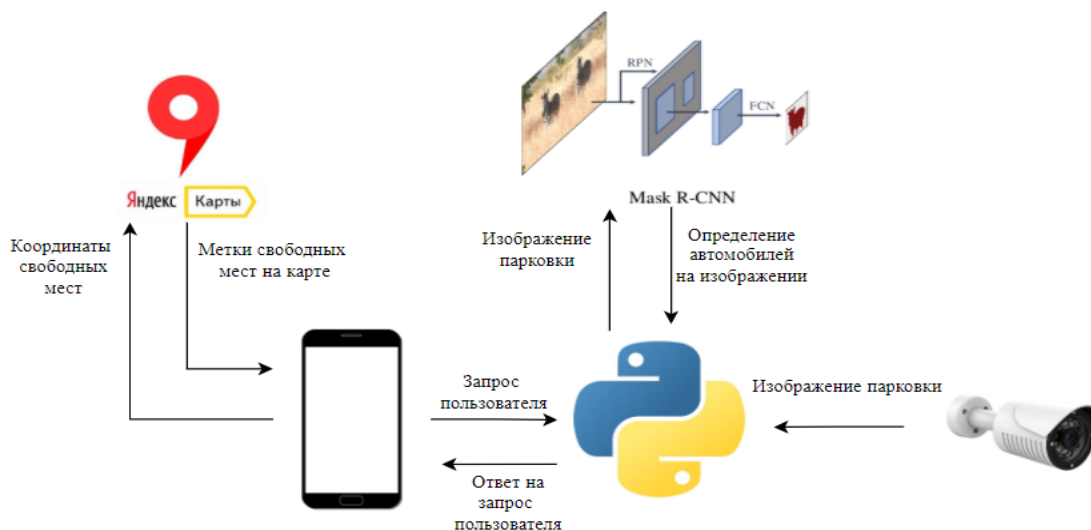 RPN
FCN
Яндекс Карты
Mask R-CNN
Координаты
свободных
мест
Метки свободных
мест на карте
Изображение
парковки
Определение
автомобилей
на изображении
Запрос
пользователя
Изображение парковки
Ответ на
запрос
пользователя